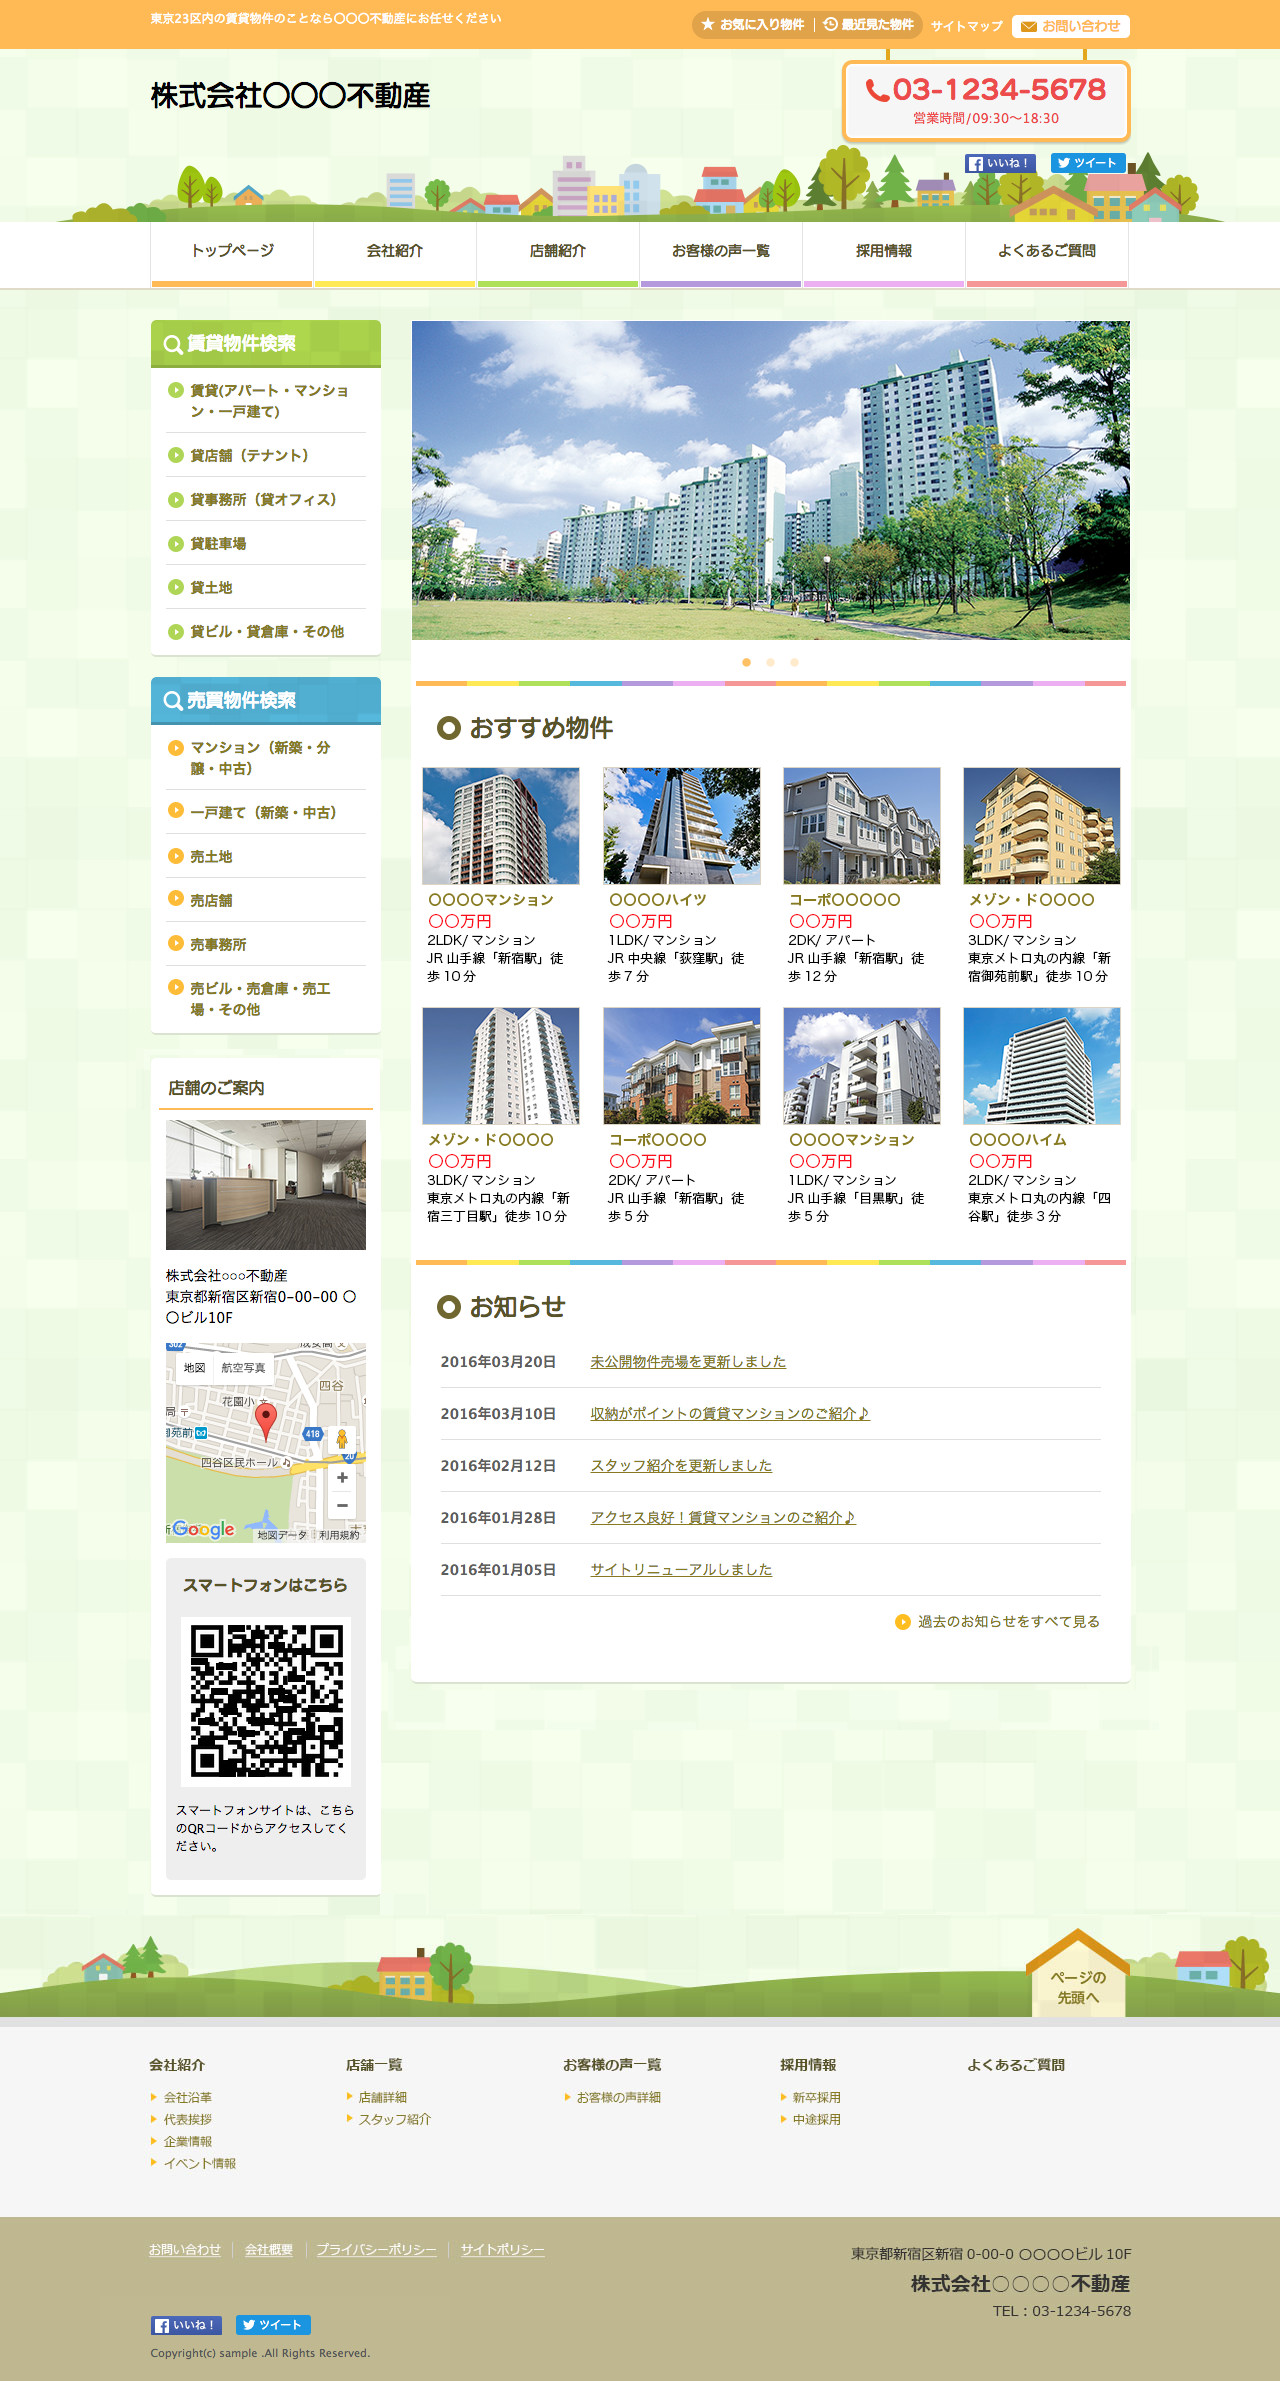 東京23区内の賃貸物件のことなら〇〇〇不動産にお任せください
お気に入り物件
最近見た物件
サイトマップ
お問い合わせ
株式会社〇〇〇不動産
03-1234-5678
営業時間/09:30〜18:30
いいね！
ツイート
トップページ
会社紹介
店舗紹介
お客様の声一覧
採用情報
よくあるご質問
賃貸物件検索
賃貸(アパート・マンショ
ン・一戸建て)
貸店舗（テナント）
貸事務所（貸オフィス）
貸駐車場
貸土地
貸ビル・貸倉庫・その他
売買物件検索
マンション（新築・分
譲・中古）
一戸建て（新築・中古）
売土地
売店舗
売事務所
売ビル・売倉庫・売工
場・その他
店舗のご案内
株式会社○○○不動産
東京都新宿区新宿0−00−00 〇
〇ビル10F
地図
航空写真
四谷
花園小
局
御苑前
418
四谷区民ホール
20
+
−
Google
地図データ
利用規約
スマートフォンはこちら
スマートフォンサイトは、こちら
のQRコードからアクセスしてく
ださい。
おすすめ物件
〇〇〇〇マンション
〇〇万円
2LDK/ マンション
JR 山手線「新宿駅」徒
歩 10 分
〇〇〇〇ハイツ
〇〇万円
1LDK/ マンション
JR 中央線「荻窪駅」徒
歩 7 分
コーポ〇〇〇〇〇
〇〇万円
2DK/ アパート
JR 山手線「新宿駅」徒
歩 12 分
メゾン・ド〇〇〇〇
〇〇万円
3LDK/ マンション
東京メトロ丸の内線「新
宿御苑前駅」徒歩 10 分
メゾン・ド〇〇〇〇
〇〇万円
3LDK/ マンション
東京メトロ丸の内線「新
宿三丁目駅」徒歩 10 分
コーポ〇〇〇〇
〇〇万円
2DK/ アパート
JR 山手線「新宿駅」徒
歩 5 分
〇〇〇〇マンション
〇〇万円
1LDK/ マンション
JR 山手線「目黒駅」徒
歩 5 分
〇〇〇〇ハイム
〇〇万円
2LDK/ マンション
東京メトロ丸の内線「四
谷駅」徒歩 3 分
お知らせ
2016年03月20日 未公開物件売場を更新しました
2016年03月10日 収納がポイントの賃貸マンションのご紹介♪
2016年02月12日 スタッフ紹介を更新しました
2016年01月28日 アクセス良好！賃貸マンションのご紹介♪
2016年01月05日 サイトリニューアルしました
過去のお知らせをすべて見る
ページの
先頭へ
会社紹介
会社沿革
代表挨拶
企業情報
イベント情報
店舗一覧
店舗詳細
スタッフ紹介
お客様の声一覧
お客様の声詳細
採用情報
新卒採用
中途採用
よくあるご質問
お問い合わせ
会社概要
プライバシーポリシー
サイトポリシー
東京都新宿区新宿 0-00-0 〇〇〇〇ビル 10F
株式会社〇〇〇〇不動産
TEL：03-1234-5678
いいね！
ツイート
Copyright(c) sample .All Rights Reserved.